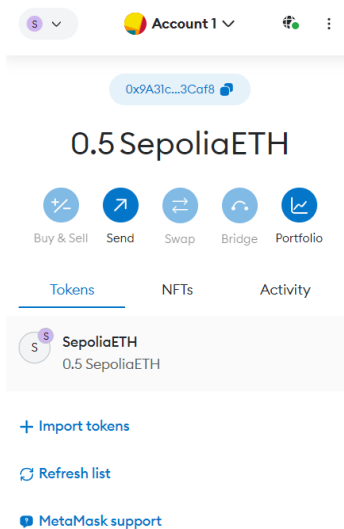 S
Account 1
0x9A31c...3Caf8
0.5 SepoliaETH
Buy & Sell
Send
Swap
Bridge
Portfolio
Tokens
NFTs
Activity
S
S
SepoliaETH
0.5 SepoliaETH
+ Import tokens
Refresh list
MetaMask support